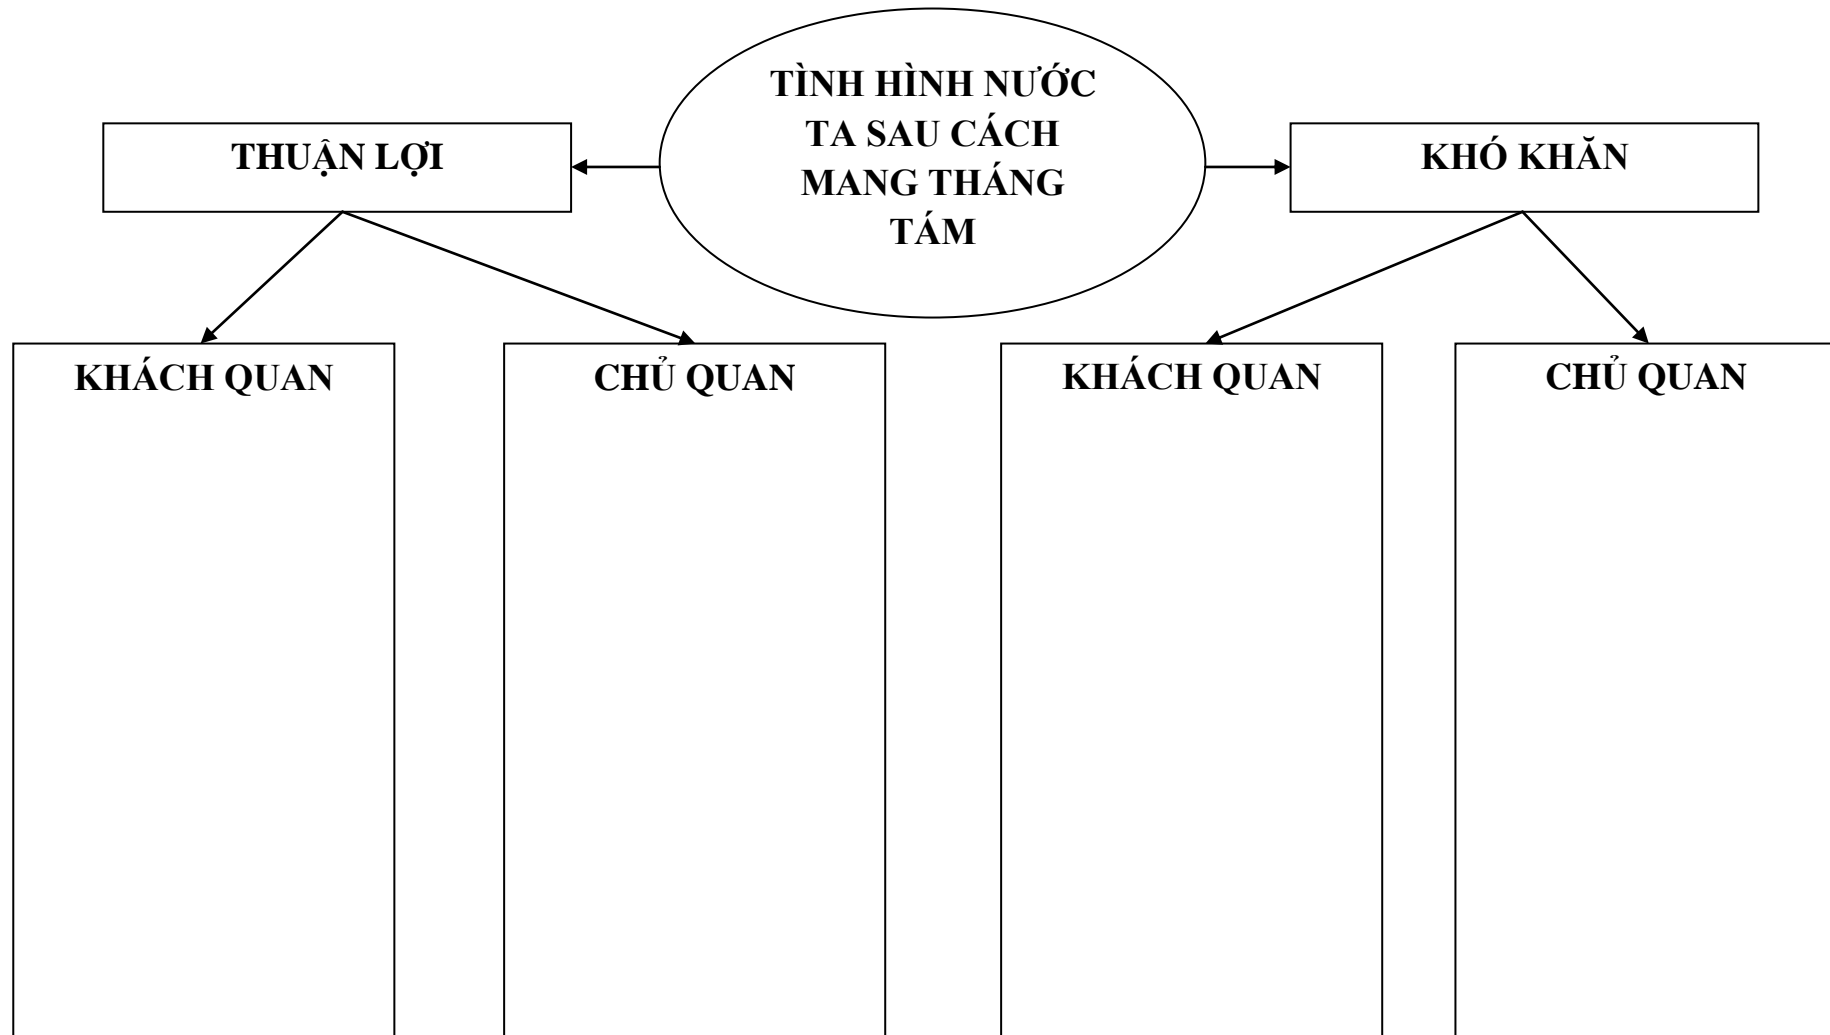 TÌNH HÌNH NƯỚC
TA SAU CÁCH
MANG THÁNG
TÁM
THUẬN LỢI
KHÓ KHĂN
KHÁCH QUAN
CHỦ QUAN
KHÁCH QUAN
CHỦ QUAN